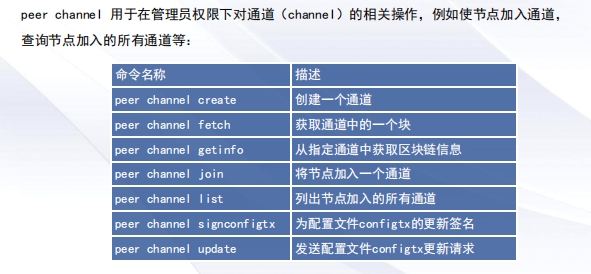 peer channel 用于在管理员权限下对通道（channel）的相关操作，例如使节点加入通道，
查询节点加入的所有通道等：
命令名称 描述
peer channel create 创建一个通道
peer channel fetch 获取通道中的一个块
peer channel getinfo 从指定通道中获取区块链信息
peer channel join 将节点加入一个通道
peer channel list 列出节点加入的所有通道
peer channel signconfigtx 为配置文件configtx的更新签名
peer channel update 发送配置文件configtx更新请求